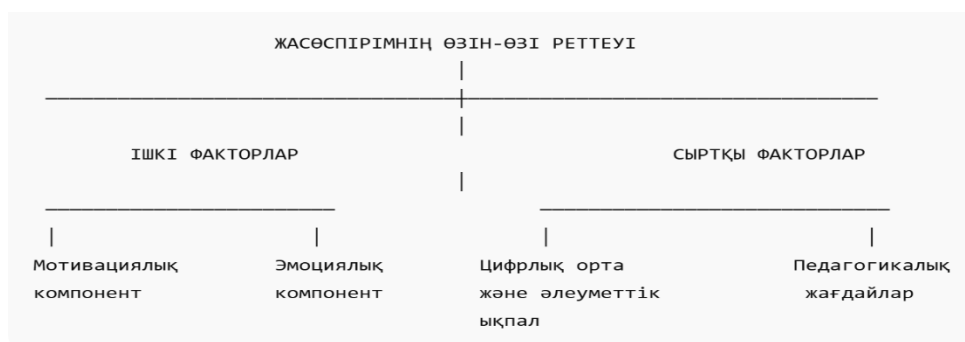 ЖАСӨСПІРІМНІҢ ӨЗІН-ӨЗІ РЕТТЕУІ
ІШКІ ФАКТОРЛАР
СЫРТҚЫ ФАКТОРЛАР
Мотивациялық
компонент
Эмоциялық
компонент
Цифрлық орта
және әлеуметтік
ықпал
Педагогикалық
жағдайлар